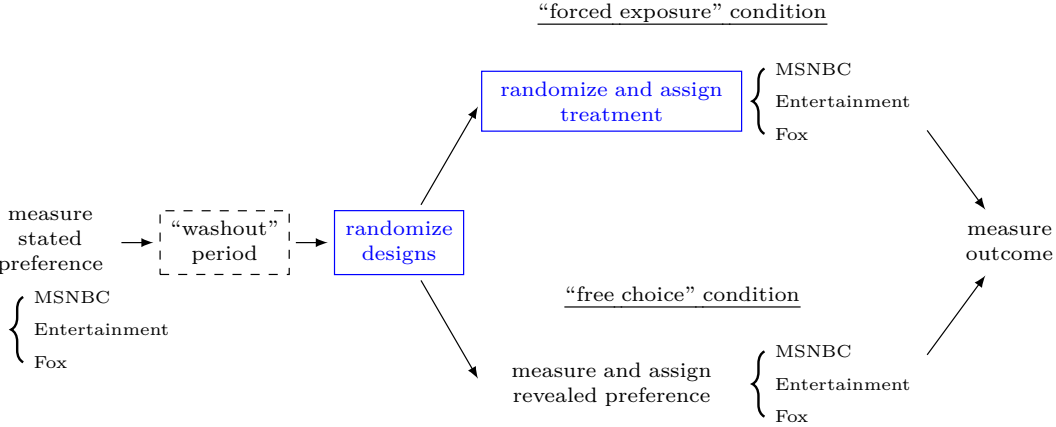 “forced exposure” condition
randomize and assign
treatment
MSNBC
Entertainment
Fox
measure
stated
preference
MSNBC
Entertainment
Fox
“washout”
period
randomize
designs
“free choice” condition
measure and assign
revealed preference
MSNBC
Entertainment
Fox
measure
outcome